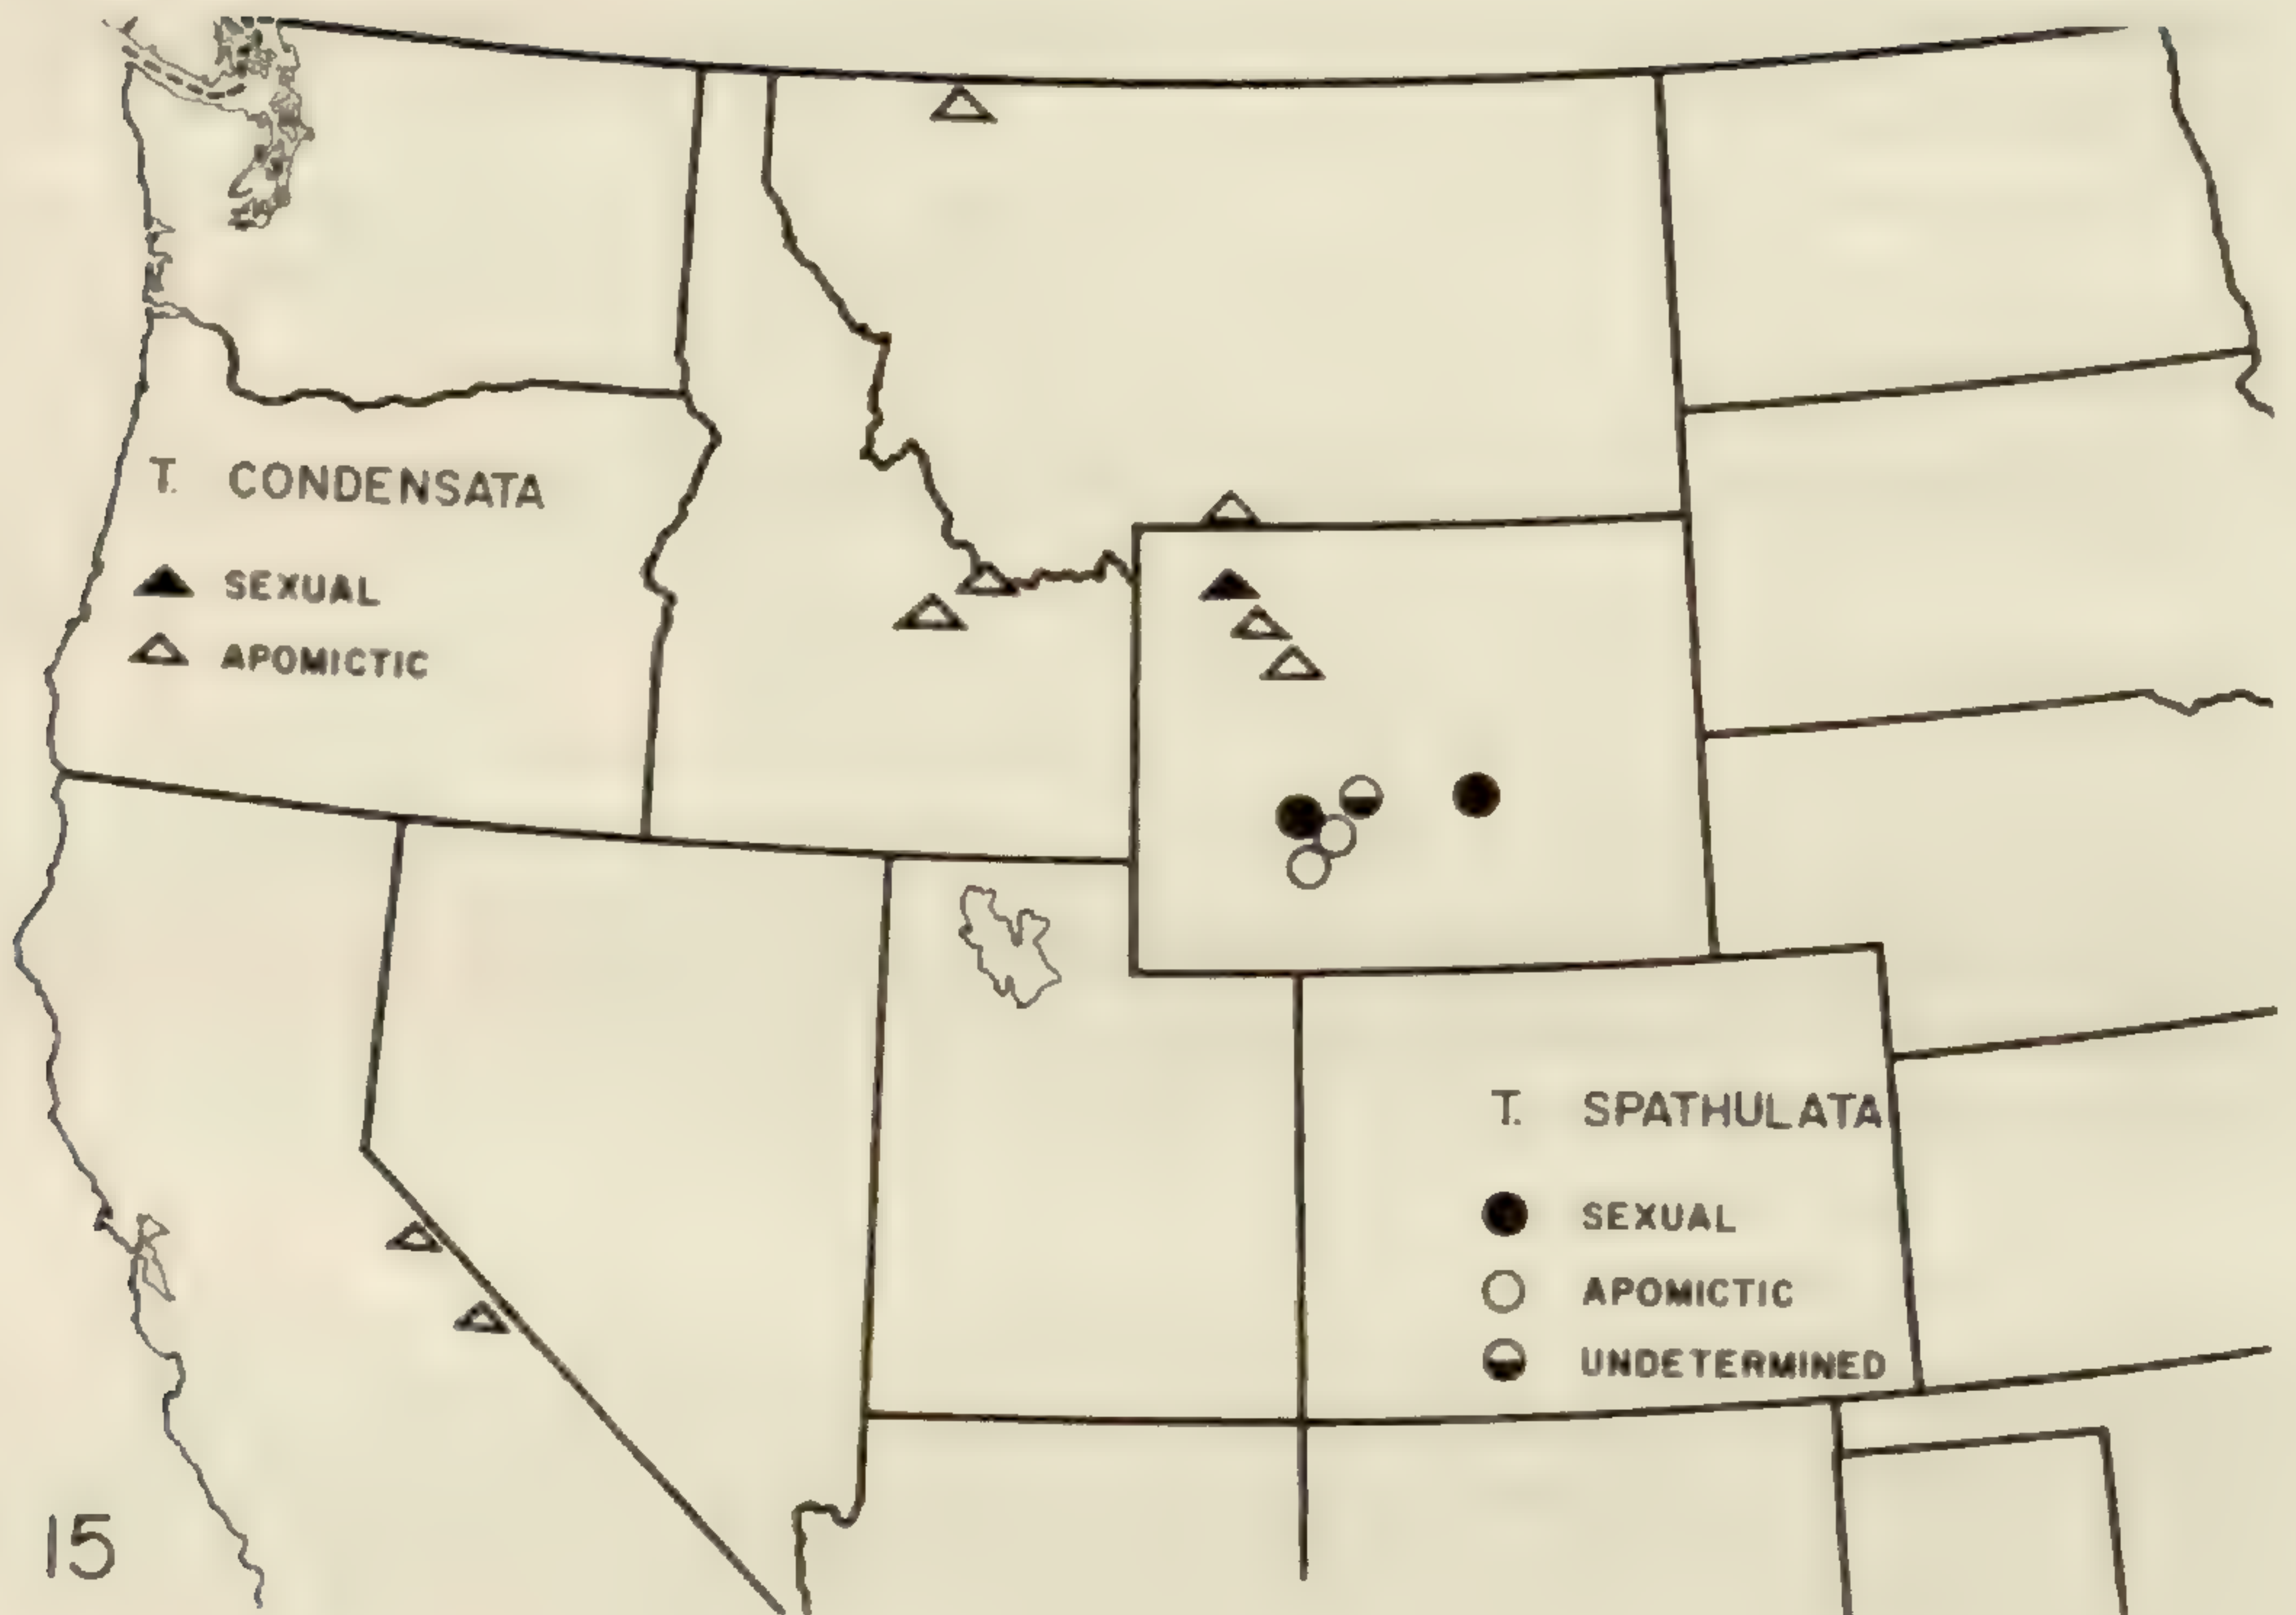 T. CONDENSATA
SEXUAL
APOMICTIC
T. SPATHULATA
SEXUAL
APOMICTIC
UNDETERMINED
15